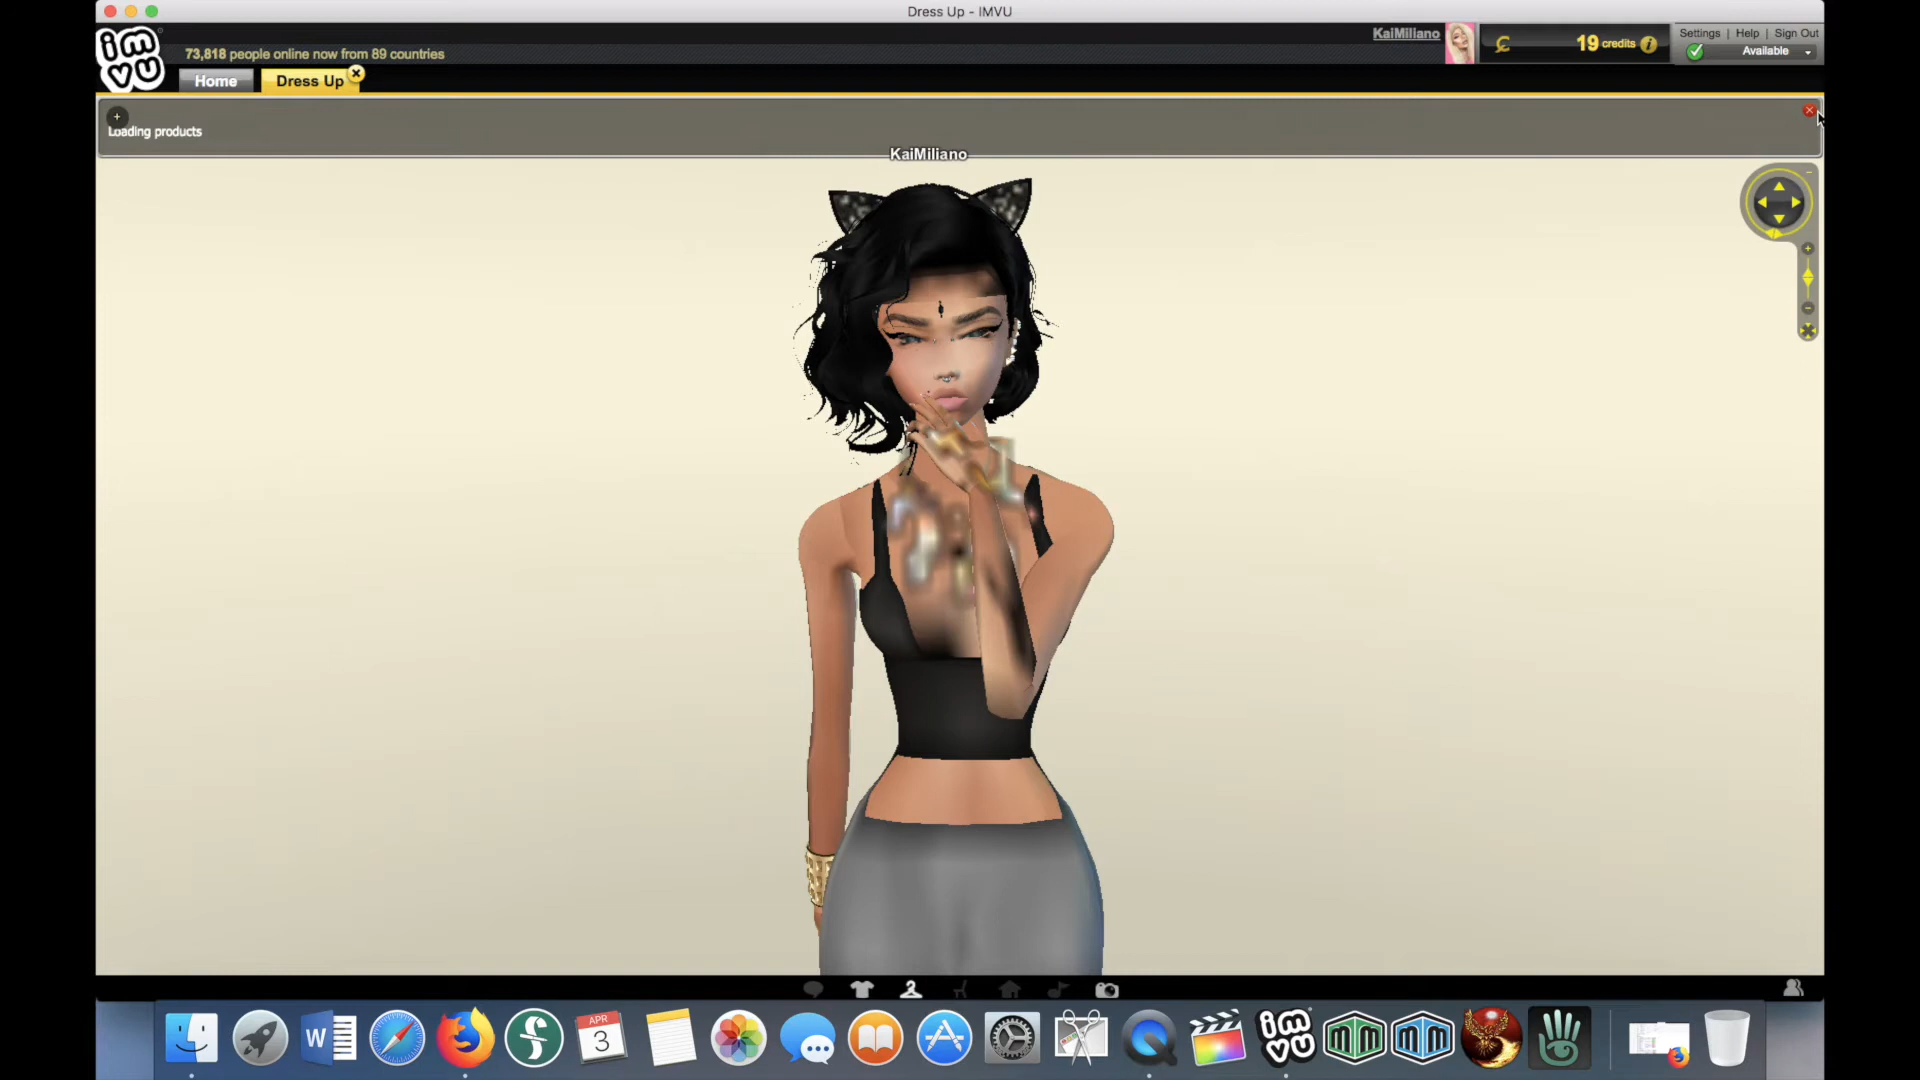 Dress Up - IMVU
imvu
73,818 people online now from 89 countries
KaiMiliano
19 credits
Settings | Help | Sign Out
Available
Home
Dress Up
Loading products
KaiMiliano
W
APR
3
imvu